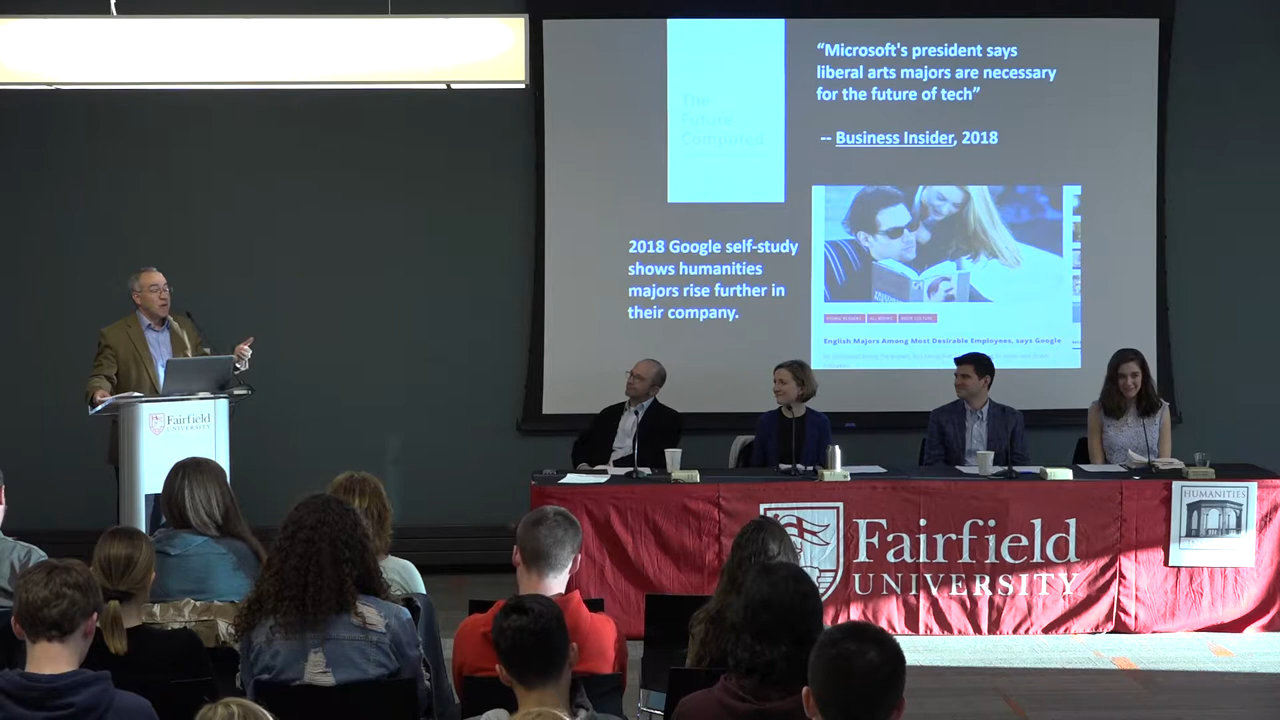 The
Future
Computed
“Microsoft's president says
liberal arts majors are necessary
for the future of tech”
-- Business Insider, 2018
2018 Google self-study
shows humanities
majors rise further in
their company.
English Majors Among Most Desirable Employees, says Google
Fairfield
UNIVERSITY
Fairfield
UNIVERSITY
HUMANITIES